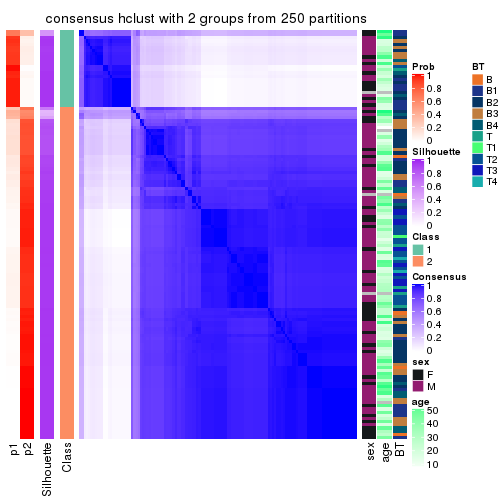 consensus hclust with 2 groups from 250 partitions
Prob
1
0.8
0.6
0.4
0.2
0
Silhouette
1
0.8
0.6
0.4
0.2
0
Class
1
2
Consensus
1
0.8
0.6
0.4
0.2
0
sex
F
M
age
50
40
30
20
10
BT
B
B1
B2
B3
B4
T
T1
T2
T3
T4
p1
p2
Silhouette
Class
sex
age
BT